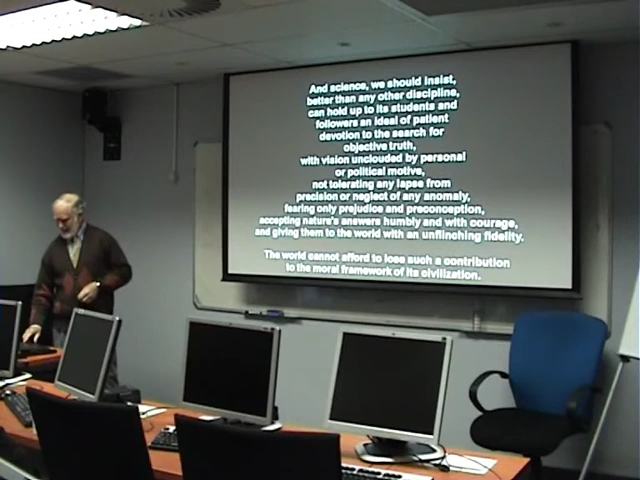 And science, we should insist,
better than any other discipline,
can hold up to its students and
followers an ideal of patient
devotion to the search for
objective truth,
with vision unclouded by personal
or political motive,
not tolerating any lapse from
precision or neglect of any anomaly,
fearing only prejudice and preconception,
accepting nature's answers humbly and with courage,
and giving them to the world with an unflinching fidelity.
The world cannot afford to lose such a contribution
to the moral framework of its civilization.